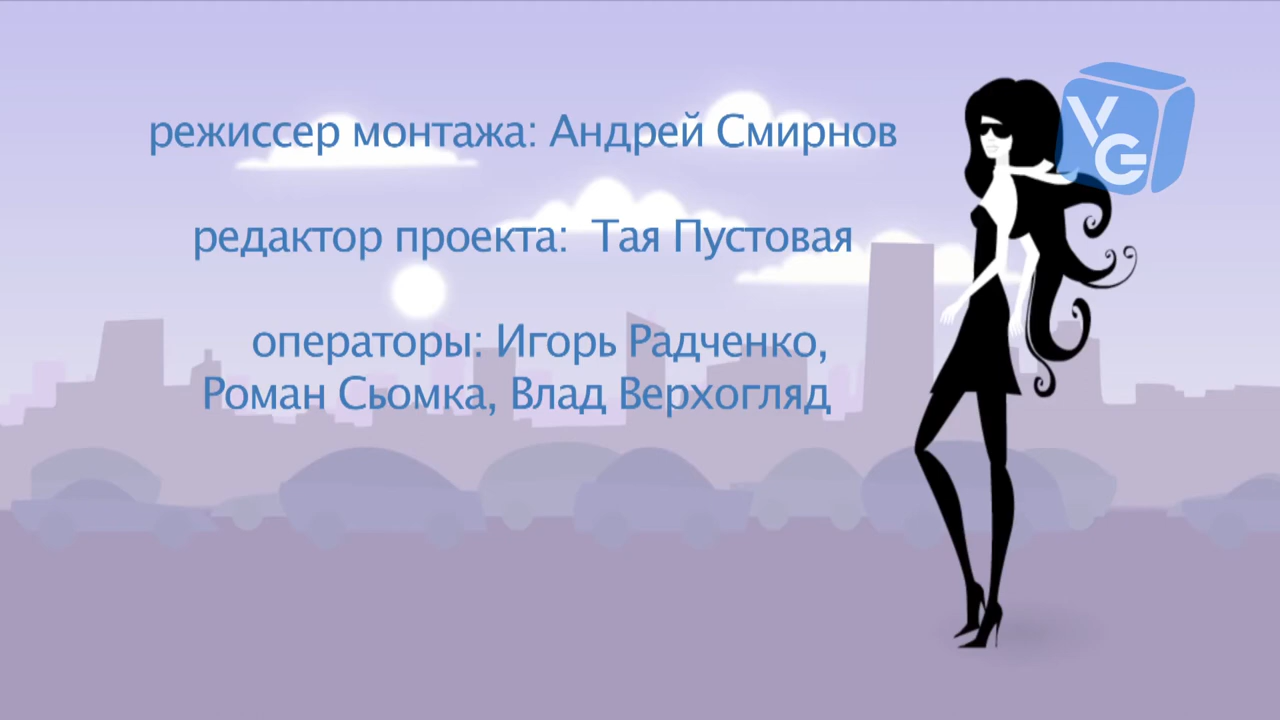 режиссер монтажа: Андрей Смирнов
VG
редактор проекта: Тая Пустовая
операторы: Игорь Радченко,
Роман Сьомка, Влад Верхогляд